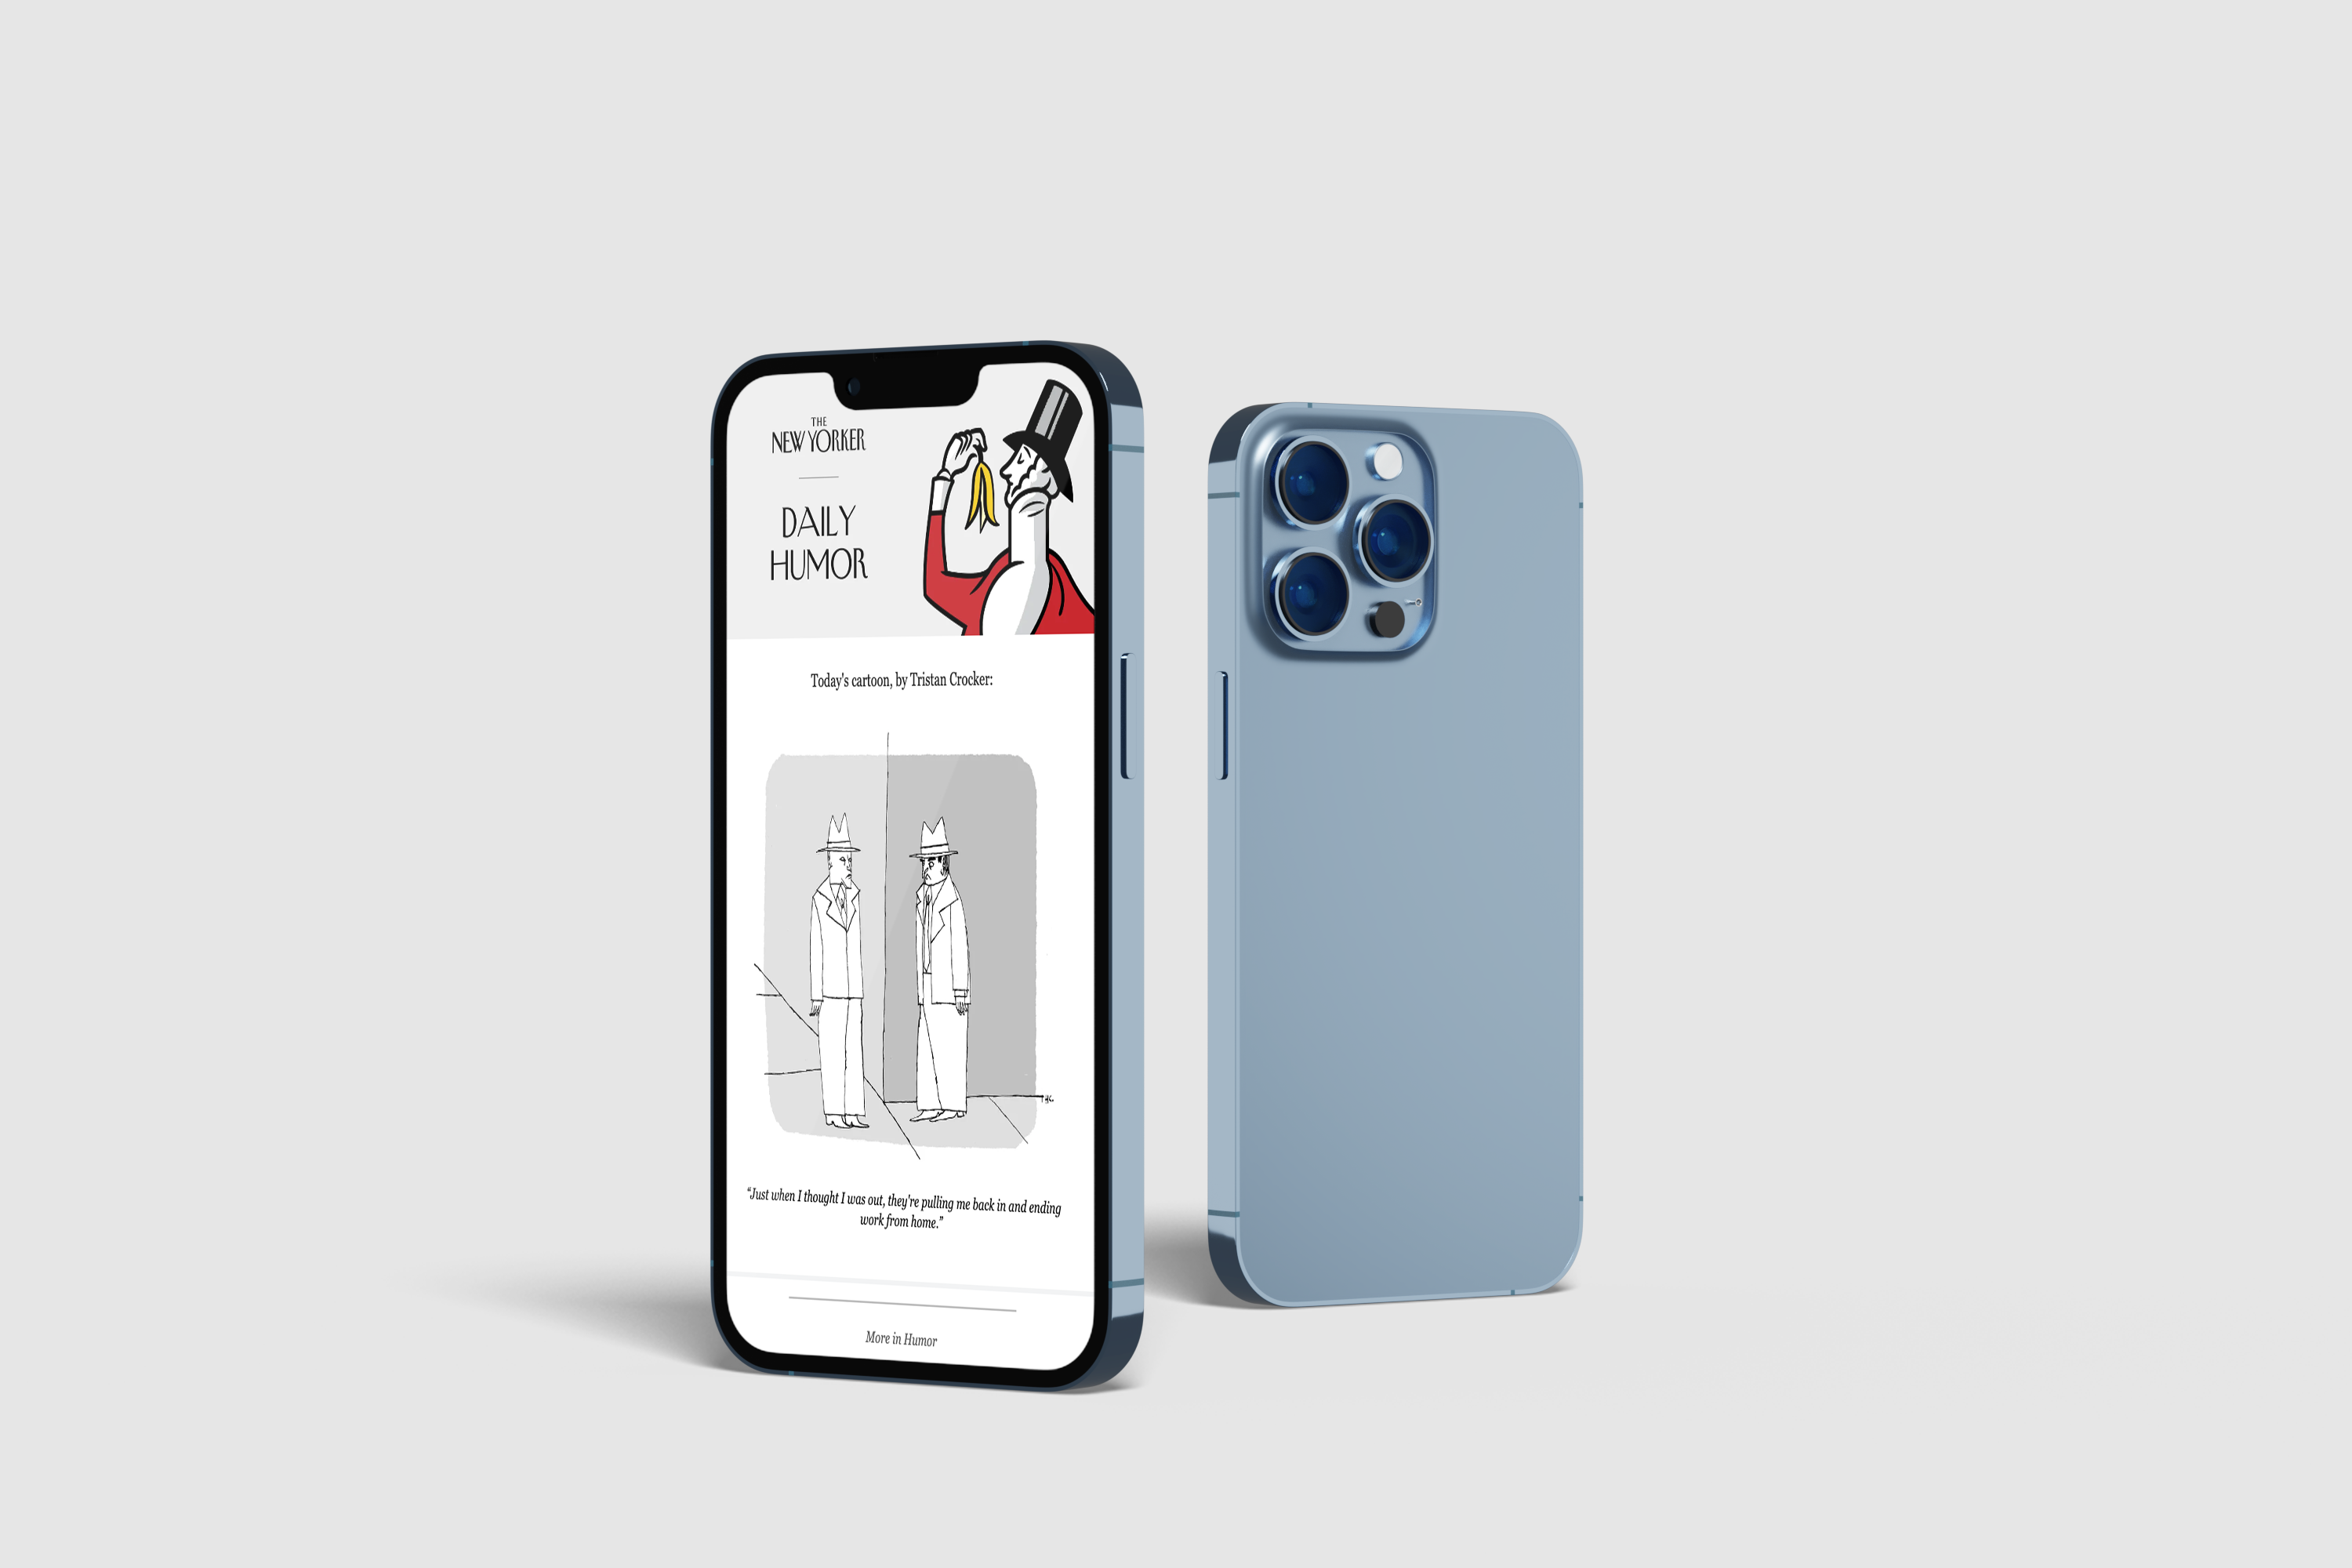 THE
NEW YORKER
DAILY
HUMOR
Today's cartoon, by Tristan Crocker:
“Just when I thought I was out, they're pulling me back in and ending
work from home.”
More in Humor